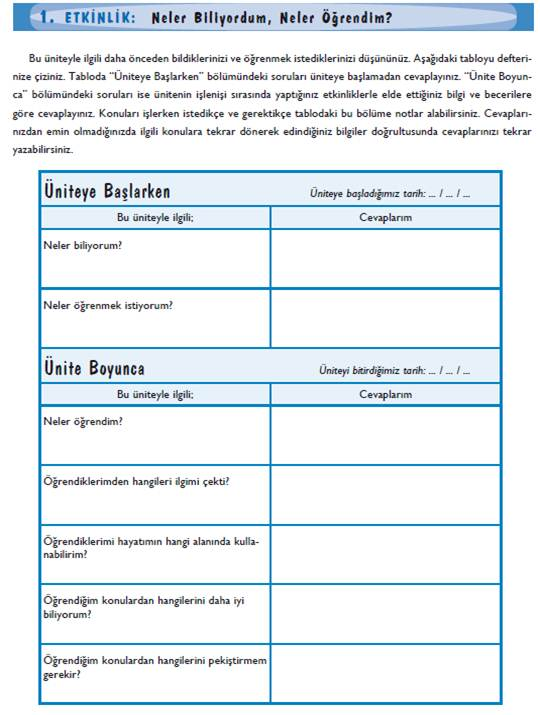 1. ETKİNLİK: Neler Biliyordum, Neler Öğrendim?
Bu üniteyle ilgili daha önceden bildiklerinizi ve öğrenmek istediklerinizi düşününüz. Aşağıdaki tabloyu defteri-
nize çiziniz. Tabloda “Üniteye Başlarken” bölümündeki soruları üniteye başlamadan cevaplayınız. “Ünite Boyun-
ca” bölümündeki soruları ise ünitenin işlenişi sırasında yaptığınız etkinliklerle elde ettiğiniz bilgi ve becerilere
göre cevaplayınız. Konuları işlerken istedikçe ve gerektikçe tablodaki bu bölüme notlar alabilirsiniz. Cevapları-
nızdan emin olmadığınızda ilgili konulara tekrar dönerek edindiğiniz bilgiler doğrultusunda cevaplarınızı tekrar
yazabilirsiniz.
Üniteye Başlarken Üniteye başladığımız tarih: ... / ... / ...
Bu üniteyle ilgili; Cevaplarım
Neler biliyorum?
Neler öğrenmek istiyorum?
Ünite Boyunca Üniteyi bitirdiğimiz tarih: ... / ... / ...
Bu üniteyle ilgili; Cevaplarım
Neler öğrendim?
Öğrendiklerimden hangileri ilgimi çekti?
Öğrendiklerimi hayatımın hangi alanında kulla-
nabilirim?
Öğrendiğim konulardan hangilerini daha iyi
biliyorum?
Öğrendiğim konulardan hangilerini pekiştirmem
gerekir?